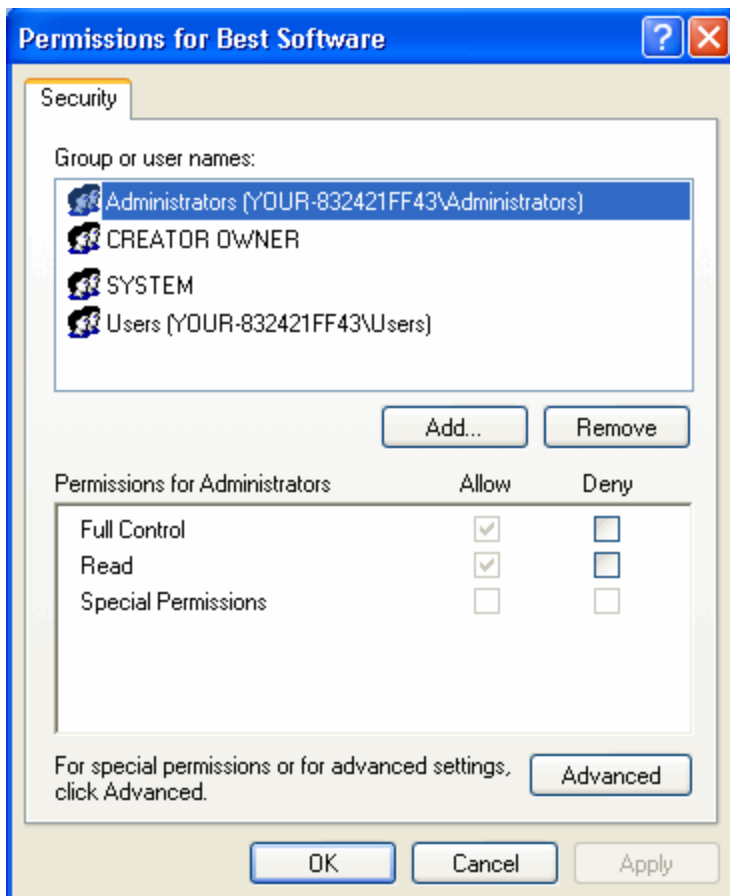 Permissions for Best Software
Security
Group or user names:
Administrators (YOUR-832421FF43\Administrators)
CREATOR OWNER
SYSTEM
Users (YOUR-832421FF43\Users)
Add... Remove
Permissions for Administrators Allow Deny
Full Control
Read
Special Permissions
For special permissions or for advanced settings,
click Advanced.
Advanced
OK Cancel Apply